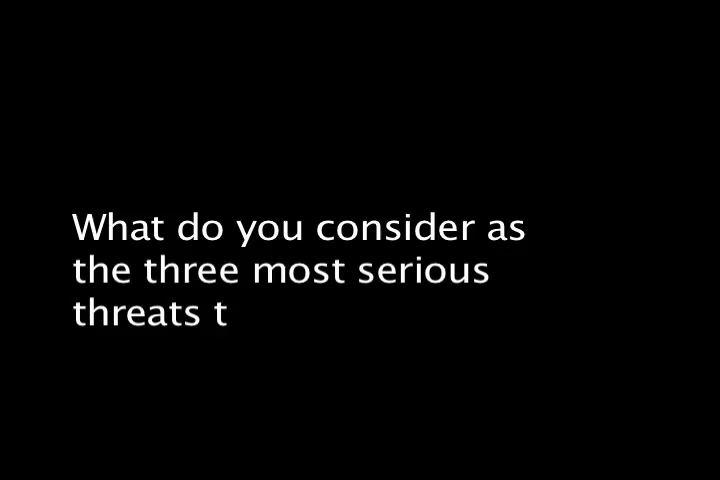 What do you consider as
the three most serious
threats t